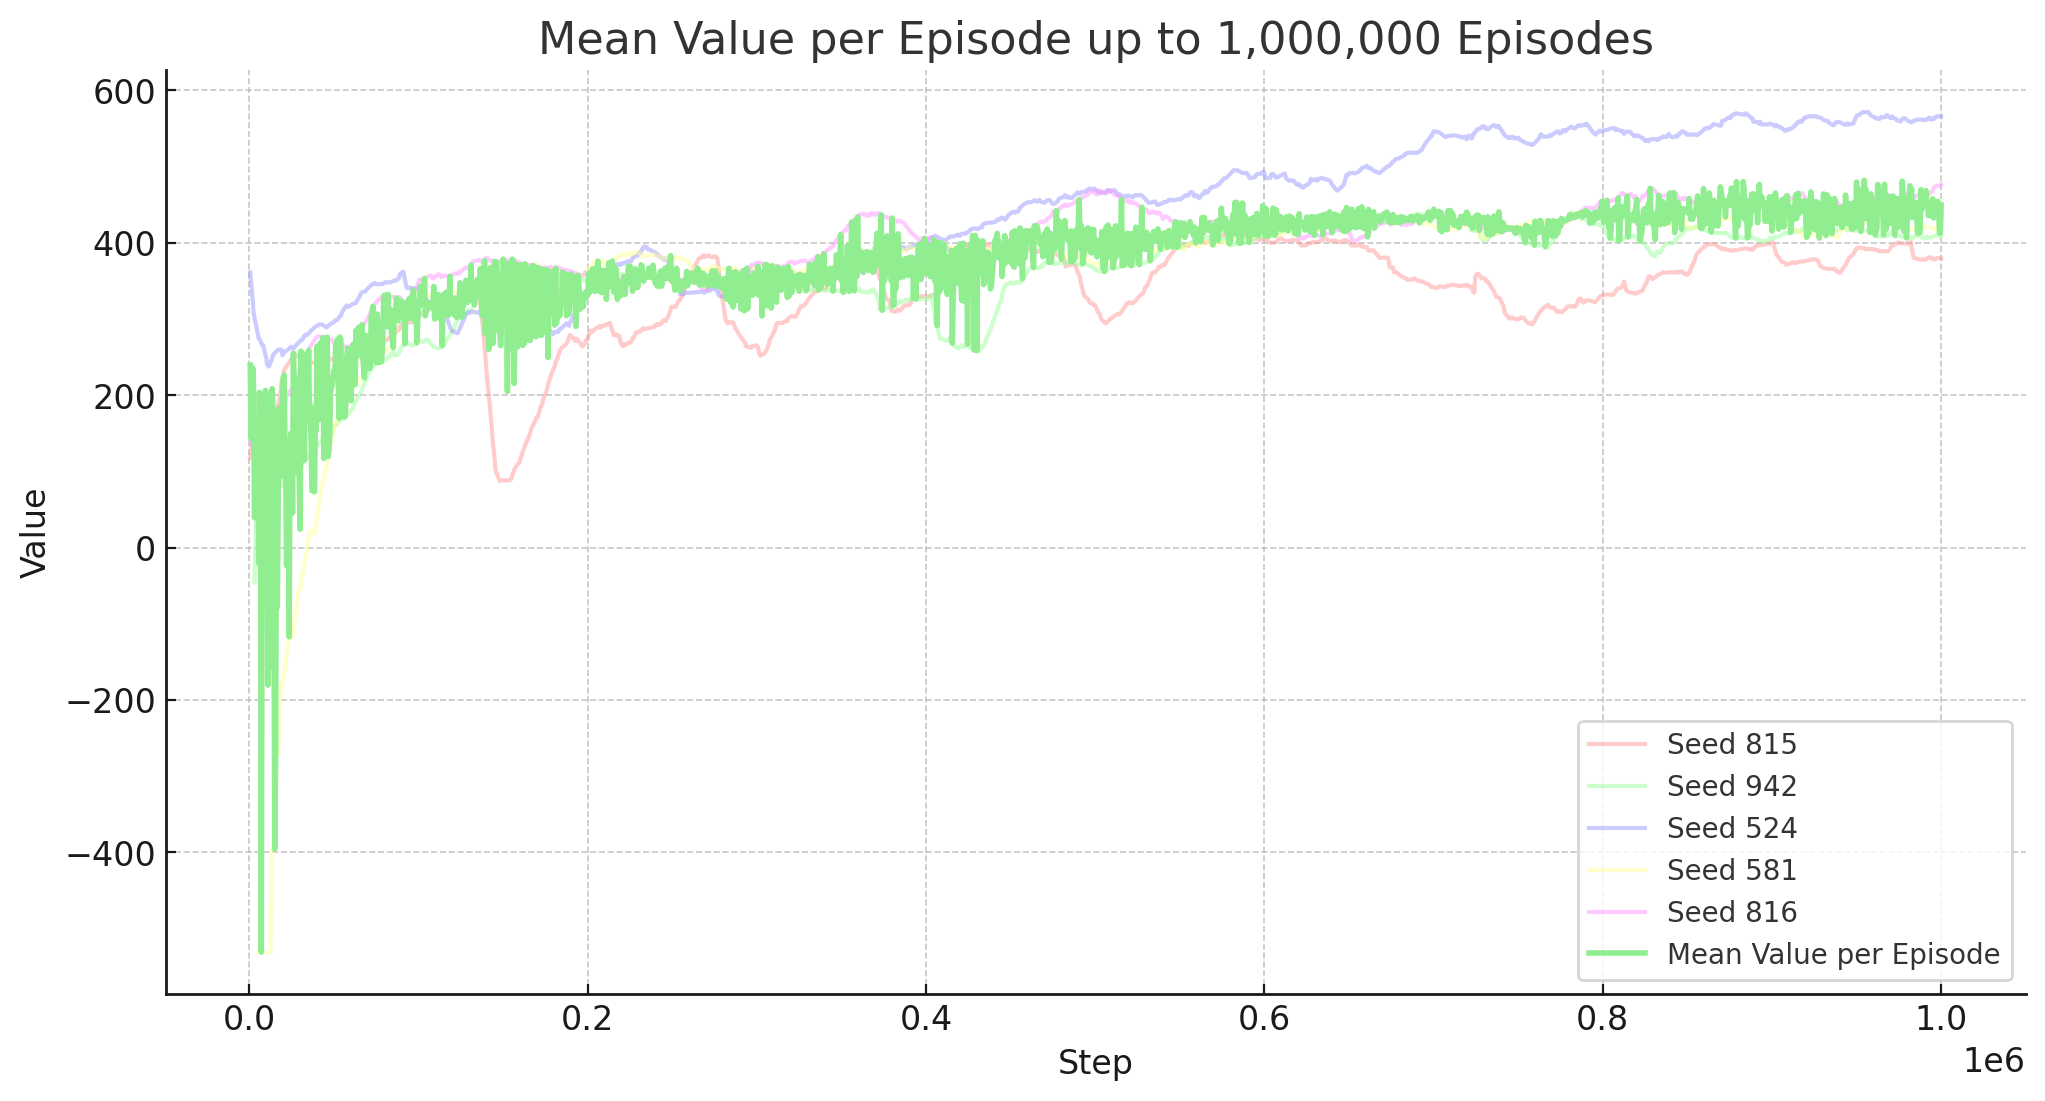 Mean Value per Episode up to 1,000,000 Episodes
600
400
200
0
−200
−400
Value
0.0 0.2 0.4 0.6 0.8 1.0
1e6
Step
Seed 815
Seed 942
Seed 524
Seed 581
Seed 816
Mean Value per Episode